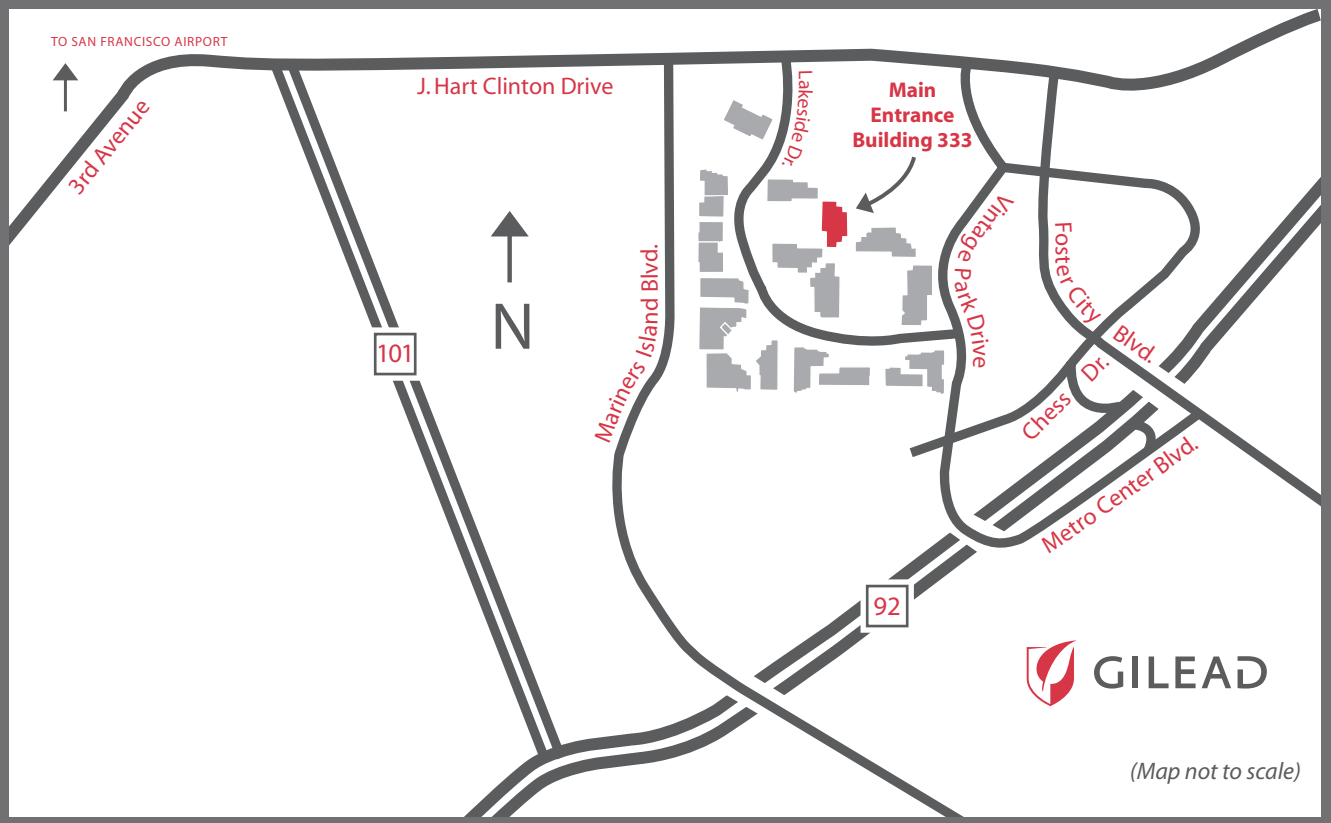 TO SAN FRANCISCO AIRPORT
3rd Avenue
J. Hart Clinton Drive
Lakeside Dr.
Main
Entrance
Building 333
Vintage Park Drive
Foster City Blvd.
Mariners Island Blvd.
N
101
Chess Dr.
Metro Center Blvd.
92
GILEAD
(Map not to scale)